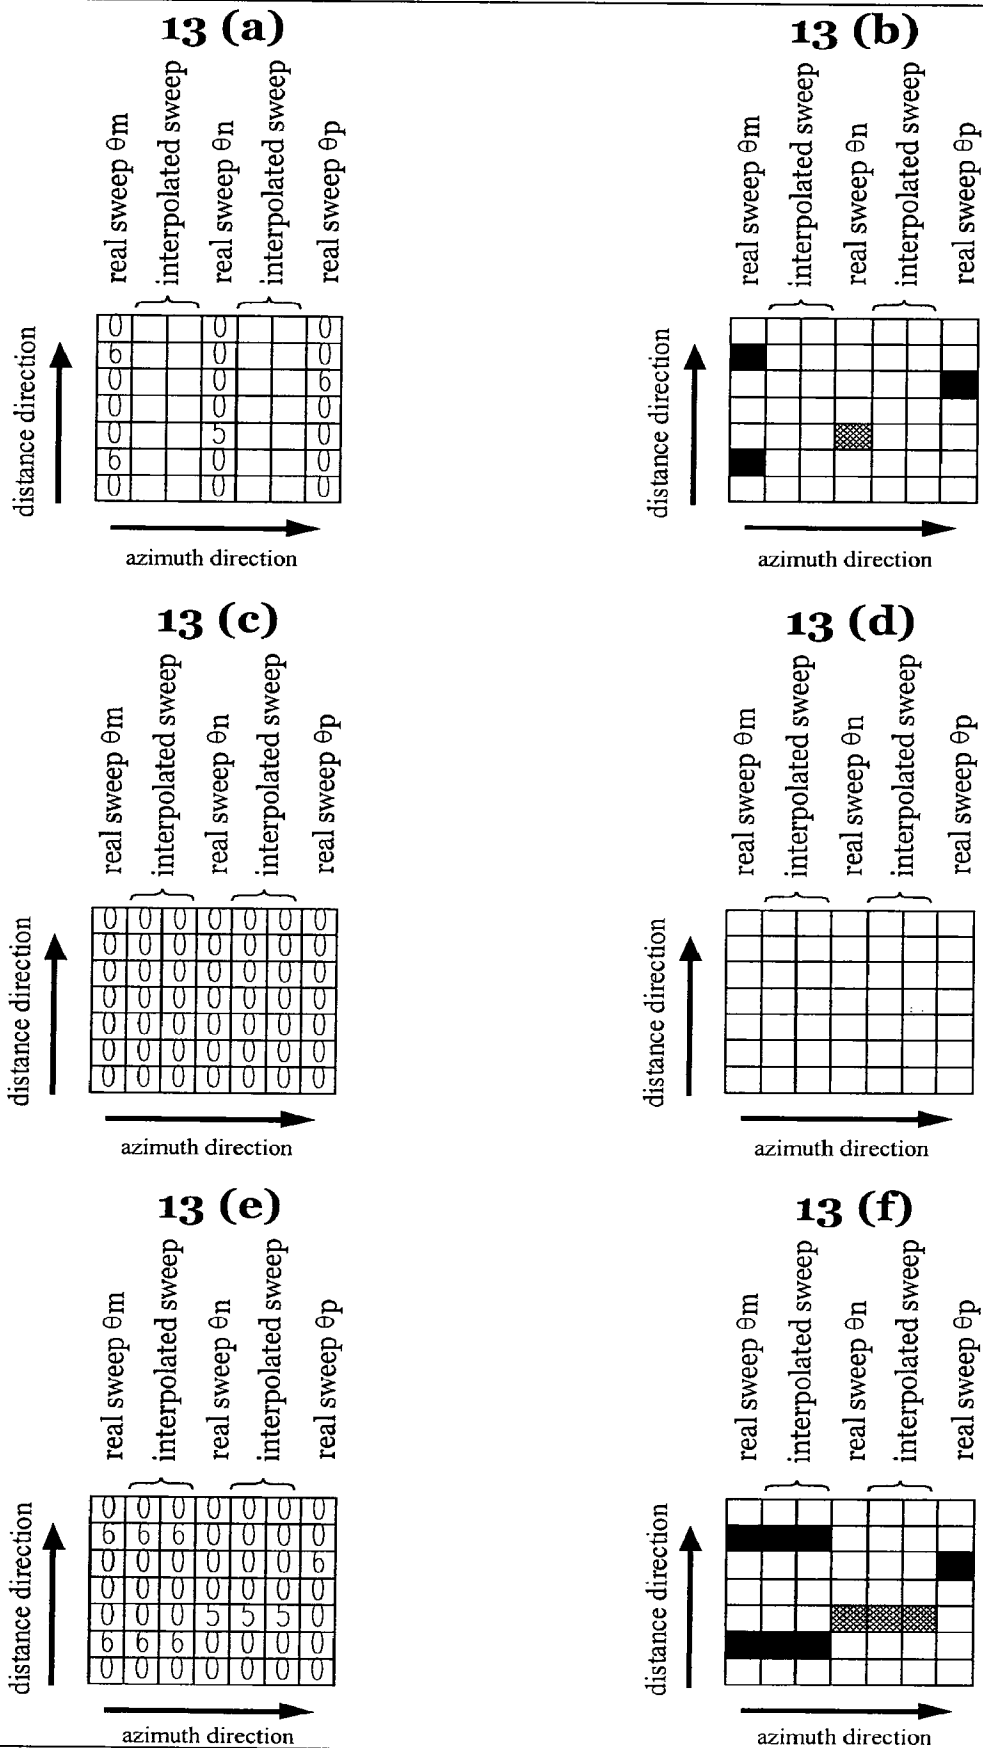 13 (a)
real sweep θm
interpolated sweep
real sweep θn
interpolated sweep
real sweep θp
distance direction
0 0 0
6 0 0
0 0 6
0 0 0
0 5 0
6 0 0
0 0 0
azimuth direction
13 (b)
real sweep θm
interpolated sweep
real sweep θn
interpolated sweep
real sweep θp
distance direction
azimuth direction
13 (c)
real sweep θm
interpolated sweep
real sweep θn
interpolated sweep
real sweep θp
distance direction
0 0 0 0 0 0 0
0 0 0 0 0 0 0
0 0 0 0 0 0 0
0 0 0 0 0 0 0
0 0 0 0 0 0 0
0 0 0 0 0 0 0
0 0 0 0 0 0 0
azimuth direction
13 (d)
real sweep θm
interpolated sweep
real sweep θn
interpolated sweep
real sweep θp
distance direction
azimuth direction
13 (e)
real sweep θm
interpolated sweep
real sweep θn
interpolated sweep
real sweep θp
distance direction
0 0 0 0 0 0 0
6 6 6 0 0 0 0
0 0 0 0 0 0 6
0 0 0 0 0 0 0
0 0 0 5 5 5 0
6 6 6 0 0 0 0
0 0 0 0 0 0 0
azimuth direction
13 (f)
real sweep θm
interpolated sweep
real sweep θn
interpolated sweep
real sweep θp
distance direction
azimuth direction